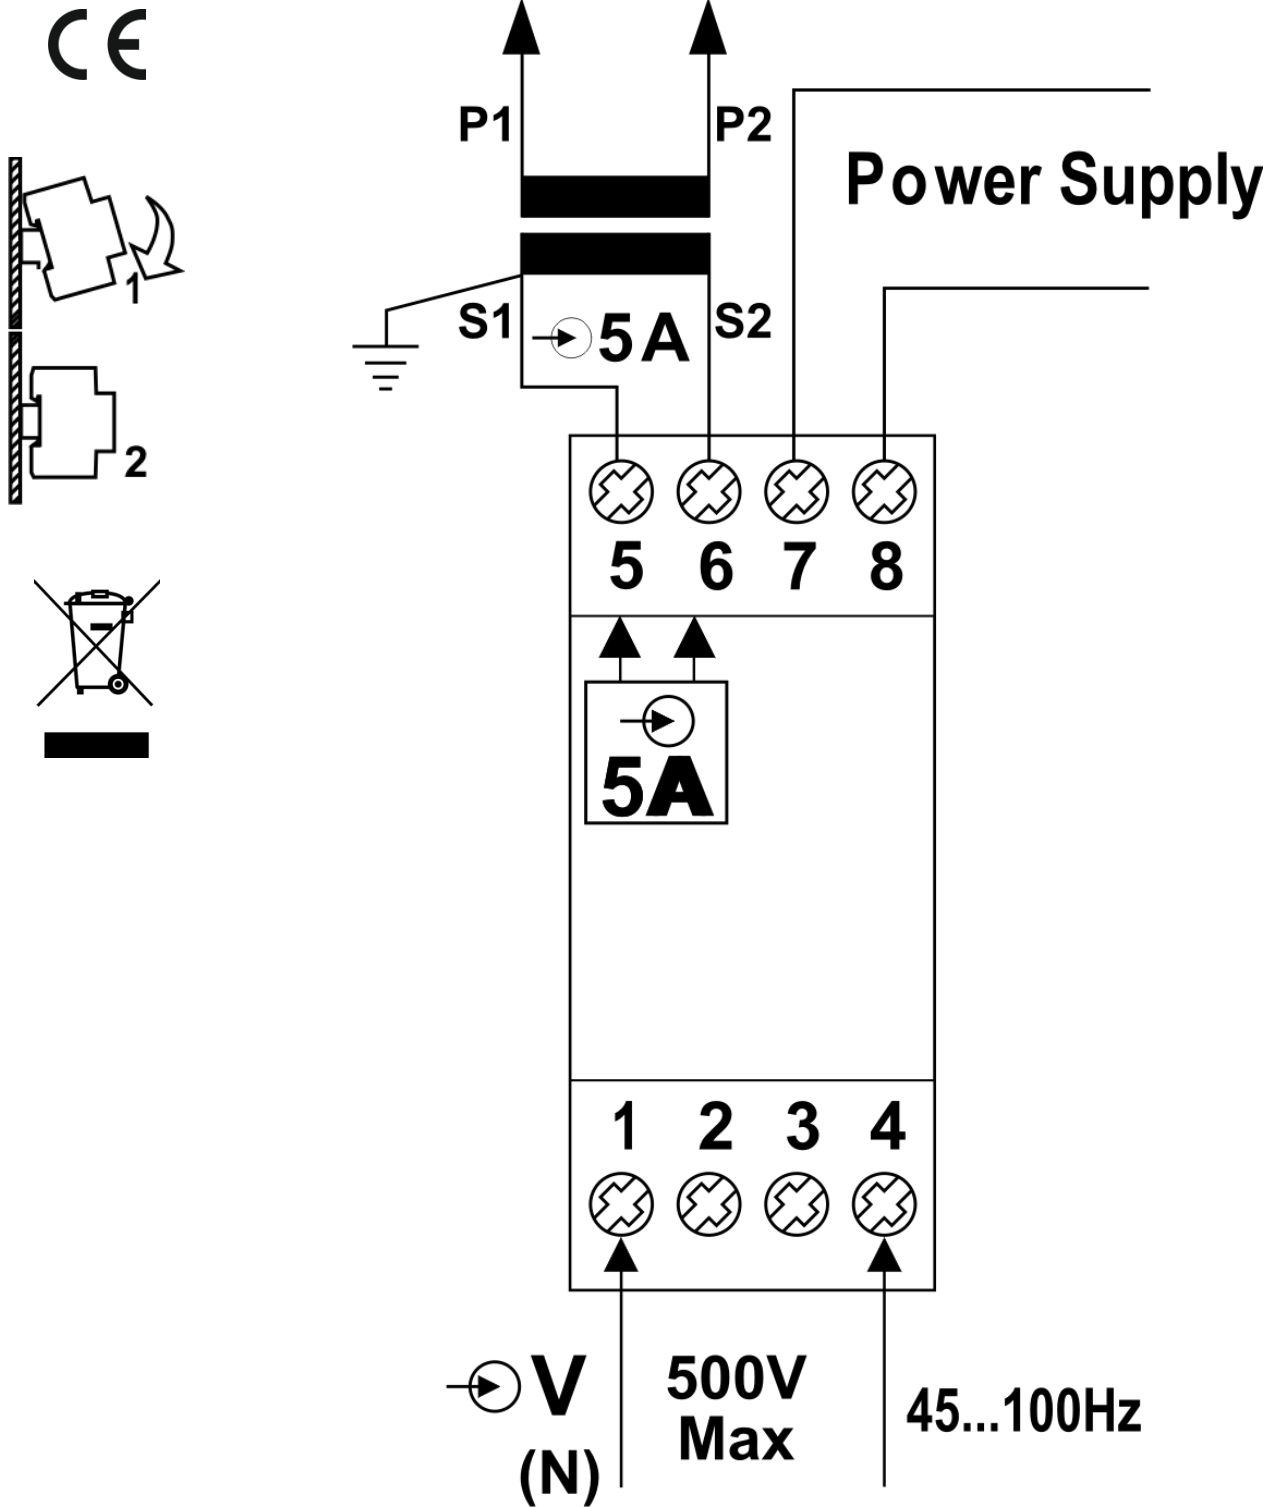 CE
P1
P2
Power Supply
1
S1
5A
S2
2
5 6 7 8
5A
1 2 3 4
V
(N)
500V
Max
45...100Hz